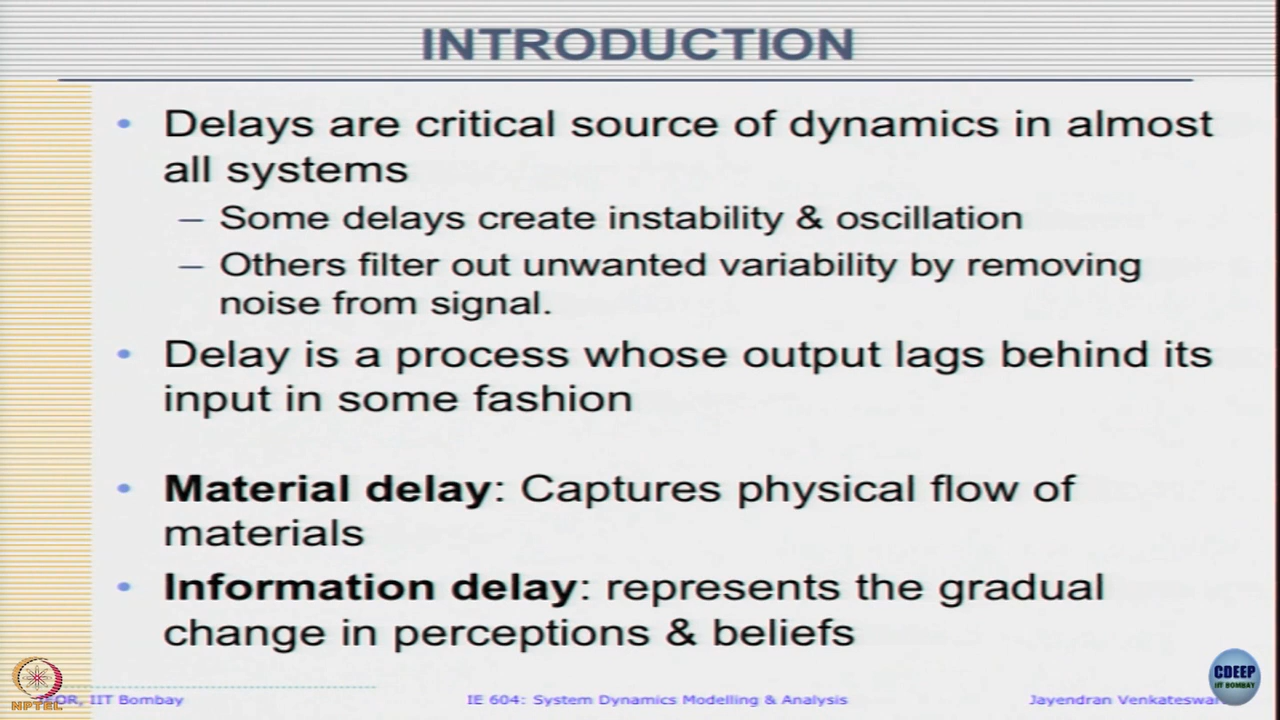 INTRODUCTION
• Delays are critical source of dynamics in almost
all systems
– Some delays create instability & oscillation
– Others filter out unwanted variability by removing
noise from signal.
• Delay is a process whose output lags behind its
input in some fashion
• Material delay: Captures physical flow of
materials
• Information delay: represents the gradual
change in perceptions & beliefs
IIT Bombay
IE 604: System Dynamics Modelling & Analysis
Jayendran
NPTEL
CDEEP
IIT BOMBAY